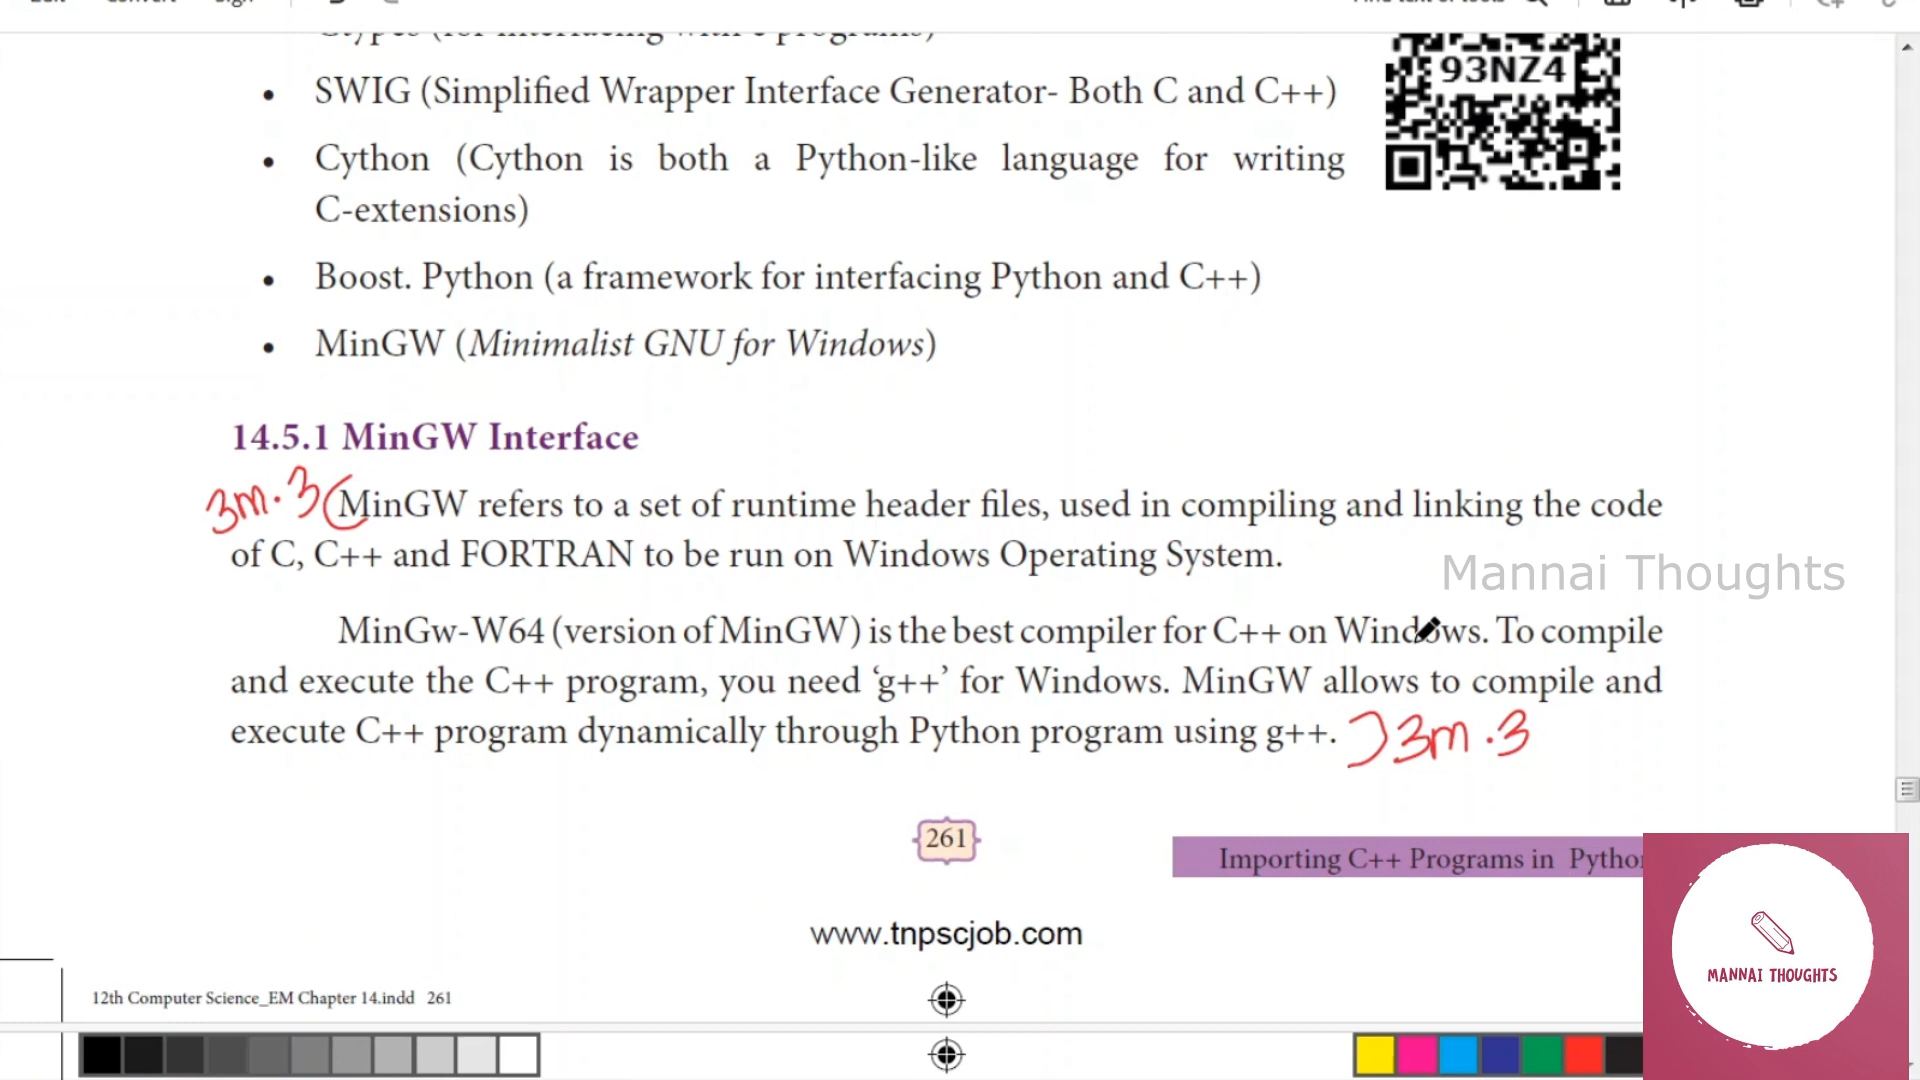 Convert
Ctypes (for interfacing with c programs)
93NZ4
• SWIG (Simplified Wrapper Interface Generator- Both C and C++)
• Cython (Cython is both a Python-like language for writing
C-extensions)
• Boost. Python (a framework for interfacing Python and C++)
• MinGW (Minimalist GNU for Windows)
14.5.1 MinGW Interface
3m.3 (MinGW refers to a set of runtime header files, used in compiling and linking the code
of C, C++ and FORTRAN to be run on Windows Operating System.
Mannai Thoughts
MinGw-W64 (version of MinGW) is the best compiler for C++ on Windows. To compile
and execute the C++ program, you need ‘g++’ for Windows. MinGW allows to compile and
execute C++ program dynamically through Python program using g++. ) 3m.3
261
Importing C++ Programs in Pytho
www.tnpscjob.com
MANNAI THOUGHTS
12th Computer Science_EM Chapter 14.indd 261